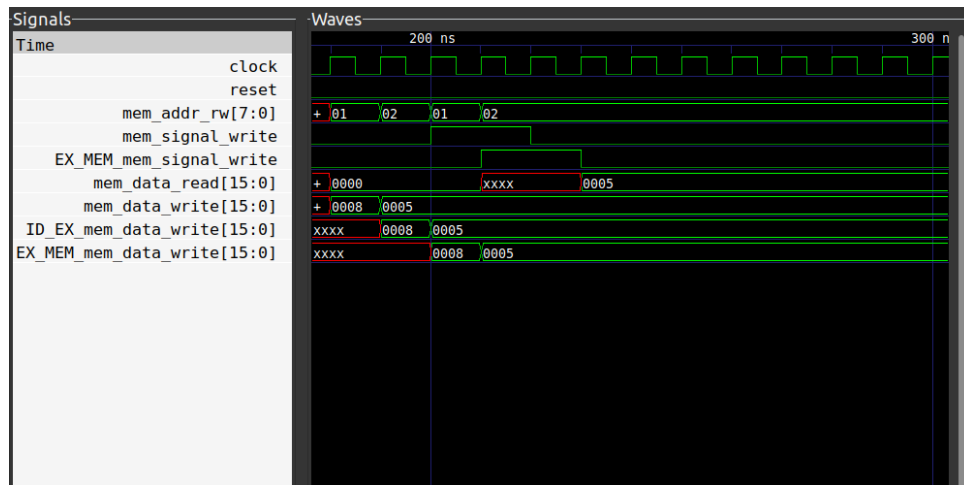 Signals Waves
Time 200 ns 300 n
clock
reset
mem_addr_rw[7:0] + 01 02 01 02
mem_signal_write
EX_MEM_mem_signal_write
mem_data_read[15:0] + 0000 xxxx 0005
mem_data_write[15:0] + 0008 0005
ID_EX_mem_data_write[15:0] xxxx 0008 0005
EX_MEM_mem_data_write[15:0] xxxx 0008 0005